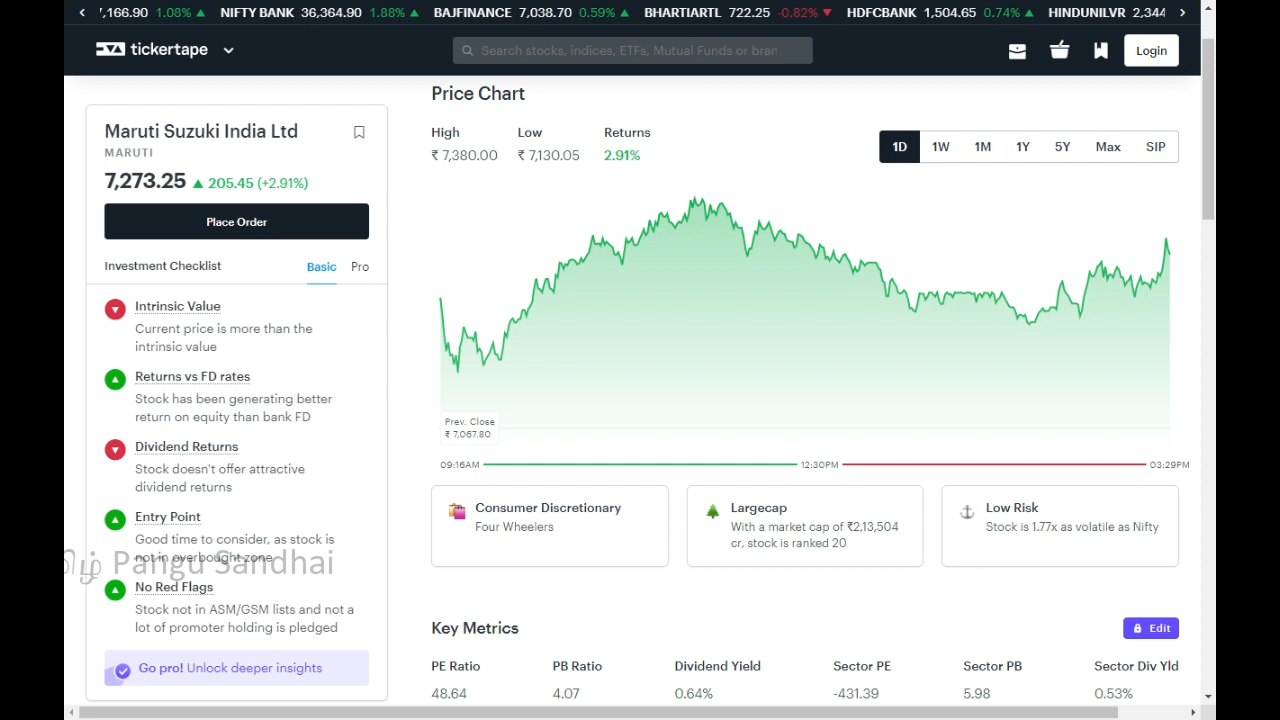 ,166.90 1.08% NIFTY BANK 36,364.90 1.88% BAJFINANCE 7,038.70 0.59% BHARTIARTL 722.25 -0.82% HDFCBANK 1,504.65 0.74% HINDUNILVR 2,344
tickertape
Search stocks, indices, ETFs, Mutual Funds or bran
Login
Maruti Suzuki India Ltd
MARUTI
7,273.25 205.45 (+2.91%)
Place Order
Investment Checklist Basic Pro
Intrinsic Value
Current price is more than the
intrinsic value
Returns vs FD rates
Stock has been generating better
return on equity than bank FD
Dividend Returns
Stock doesn't offer attractive
dividend returns
Entry Point
Good time to consider, as stock is
not in overbought zone
Pangu Sandhai
No Red Flags
Stock not in ASM/GSM lists and not a
lot of promoter holding is pledged
Go pro! Unlock deeper insights
Price Chart
High Low Returns
₹ 7,380.00 ₹ 7,130.05 2.91%
1D 1W 1M 1Y 5Y Max SIP
Prev. Close
₹ 7,067.80
09:16AM 12:30PM 03:29PM
Consumer Discretionary
Four Wheelers
Largecap
With a market cap of ₹2,13,504
cr, stock is ranked 20
Low Risk
Stock is 1.77x as volatile as Nifty
Key Metrics
Edit
PE Ratio PB Ratio Dividend Yield Sector PE Sector PB Sector Div Yld
48.64 4.07 0.64% -431.39 5.98 0.53%